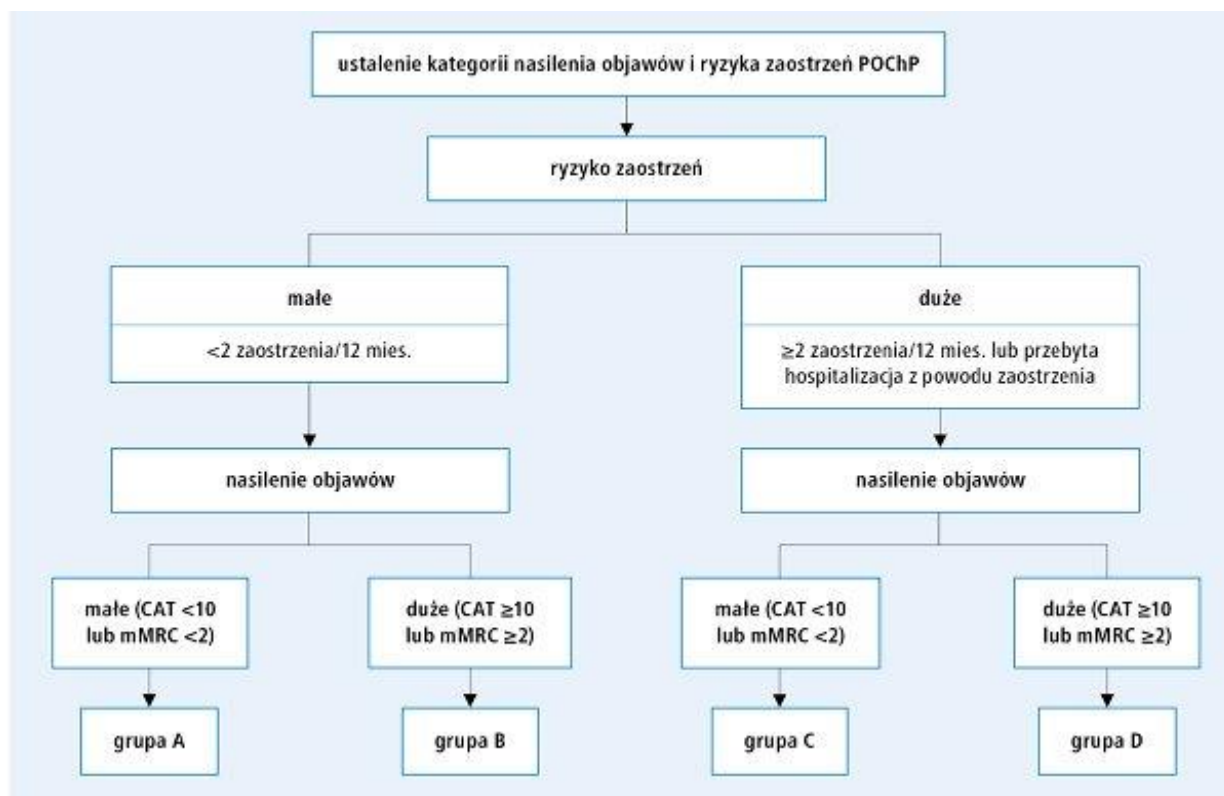 ustalenie kategorii nasilenia objawów i ryzyka zaostrzeń POChP
ryzyko zaostrzeń
małe
<2 zaostrzenia/12 mies.
duże
≥2 zaostrzenia/12 mies. lub przebyta
hospitalizacja z powodu zaostrzenia
nasilenie objawów
nasilenie objawów
małe (CAT <10
lub mMRC <2)
duże (CAT ≥10
lub mMRC ≥2)
małe (CAT <10
lub mMRC <2)
duże (CAT ≥10
lub mMRC ≥2)
grupa A
grupa B
grupa C
grupa D